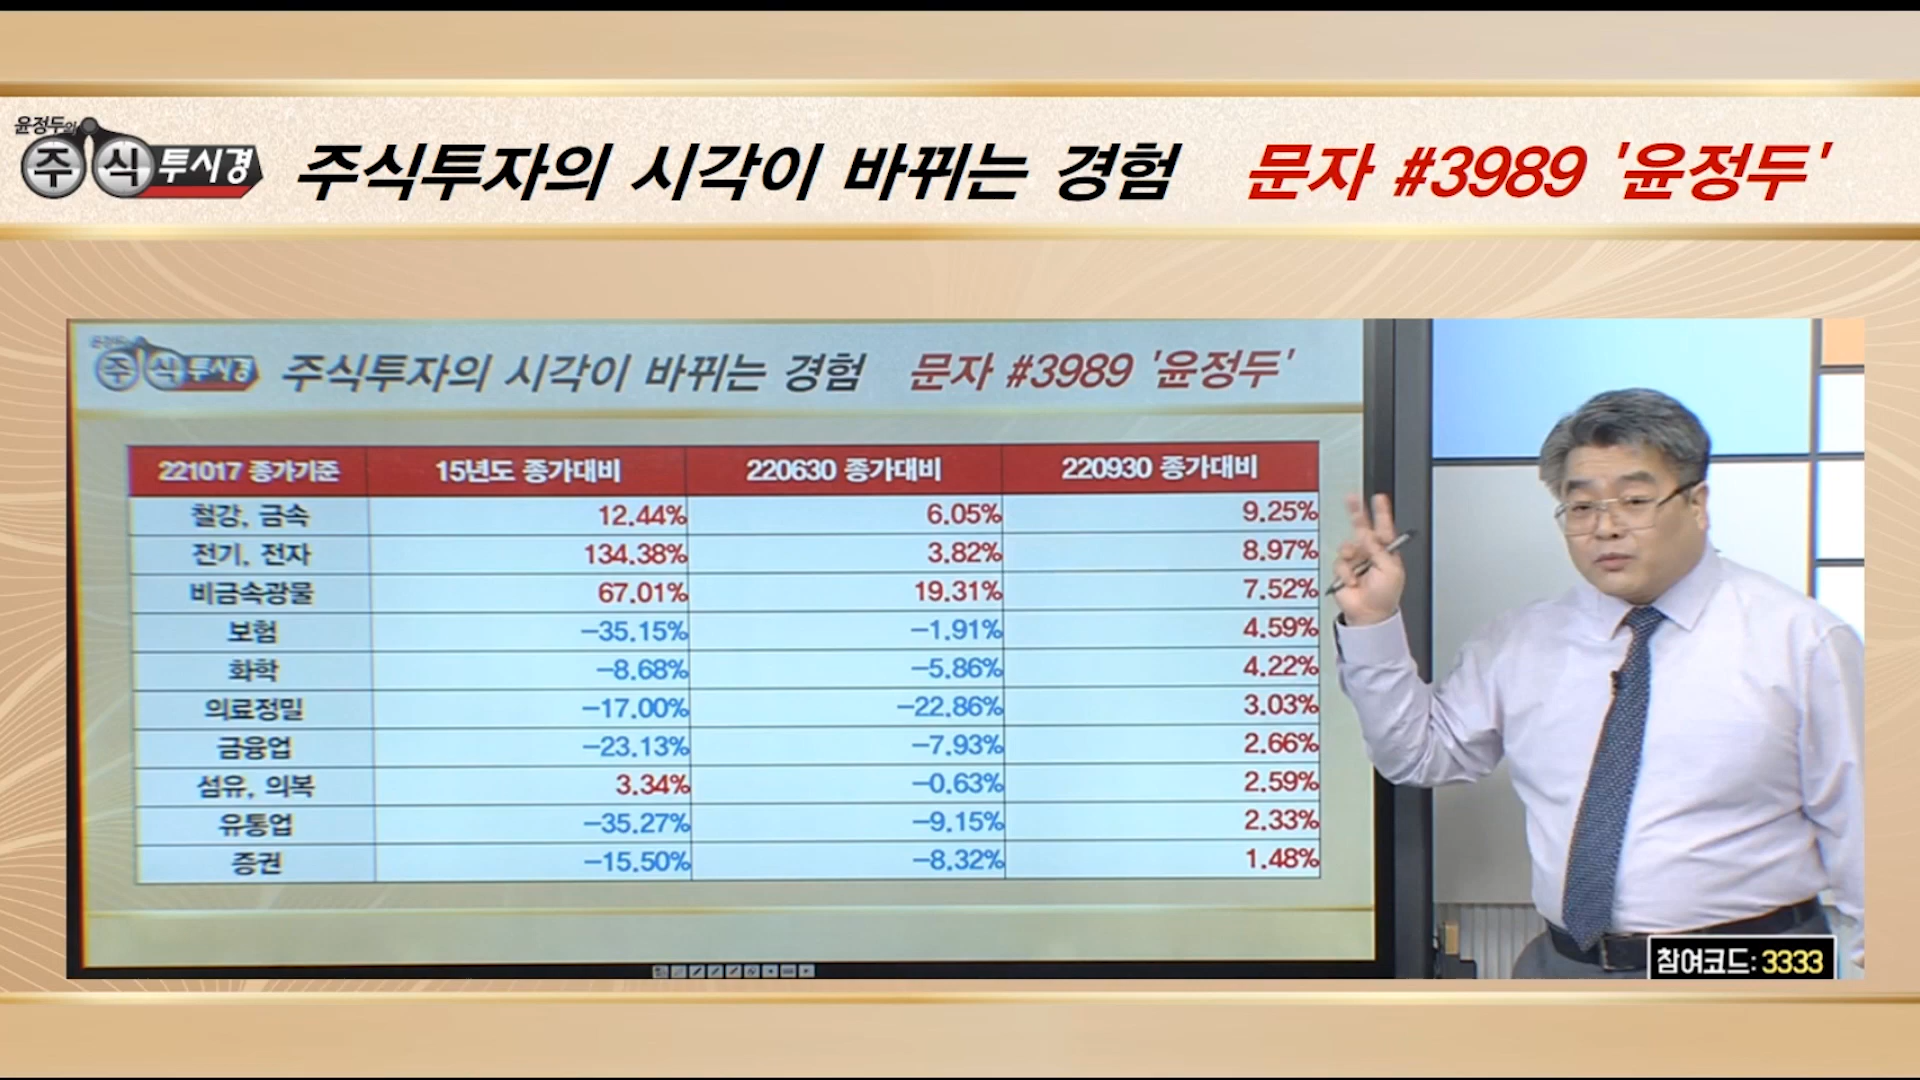 윤정두의
주식투시경
주식투자의 시각이 바뀌는 경험 문자 #3989 '윤정두'
윤정두의
주식투시경
주식투자의 시각이 바뀌는 경험 문자 #3989 '윤정두'
221017 종가기준 15년도 종가대비 220630 종가대비 220930 종가대비
철강, 금속 12.44% 6.05% 9.25%
전기, 전자 134.38% 3.82% 8.97%
비금속광물 67.01% 19.31% 7.52%
보험 -35.15% -1.91% 4.59%
화학 -8.68% -5.86% 4.22%
의료정밀 -17.00% -22.86% 3.03%
금융업 -23.13% -7.93% 2.66%
섬유, 의복 3.34% -0.63% 2.59%
유통업 -35.27% -9.15% 2.33%
증권 -15.50% -8.32% 1.48%
참여코드: 3333